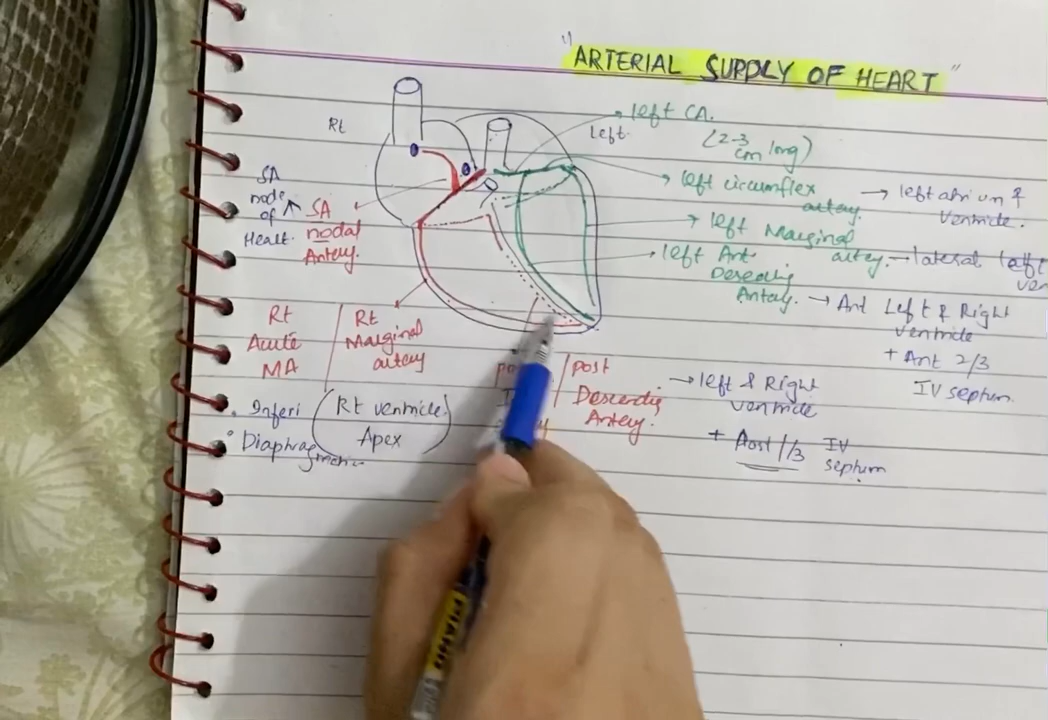 " ARTERIAL SUPPLY OF HEART "
Rt
left CA.
(2-3 cm long)
left.
left circumflex artery. → left atrium & ventricle.
left Marginal artery. → lateral left ven
left Ant Descending Artery. → Ant Left & Right ventricle
+ Ant 2/3
IV septum.
SA
node
of
Heart.
SA
nodal
Artery.
Rt
Acute
MA
Rt
Marginal
artery
Rt ventricle
Apex
post
Descending
Artery.
→ left & Right
ventricle
+ Post 1/3 IV
septum
PIANO